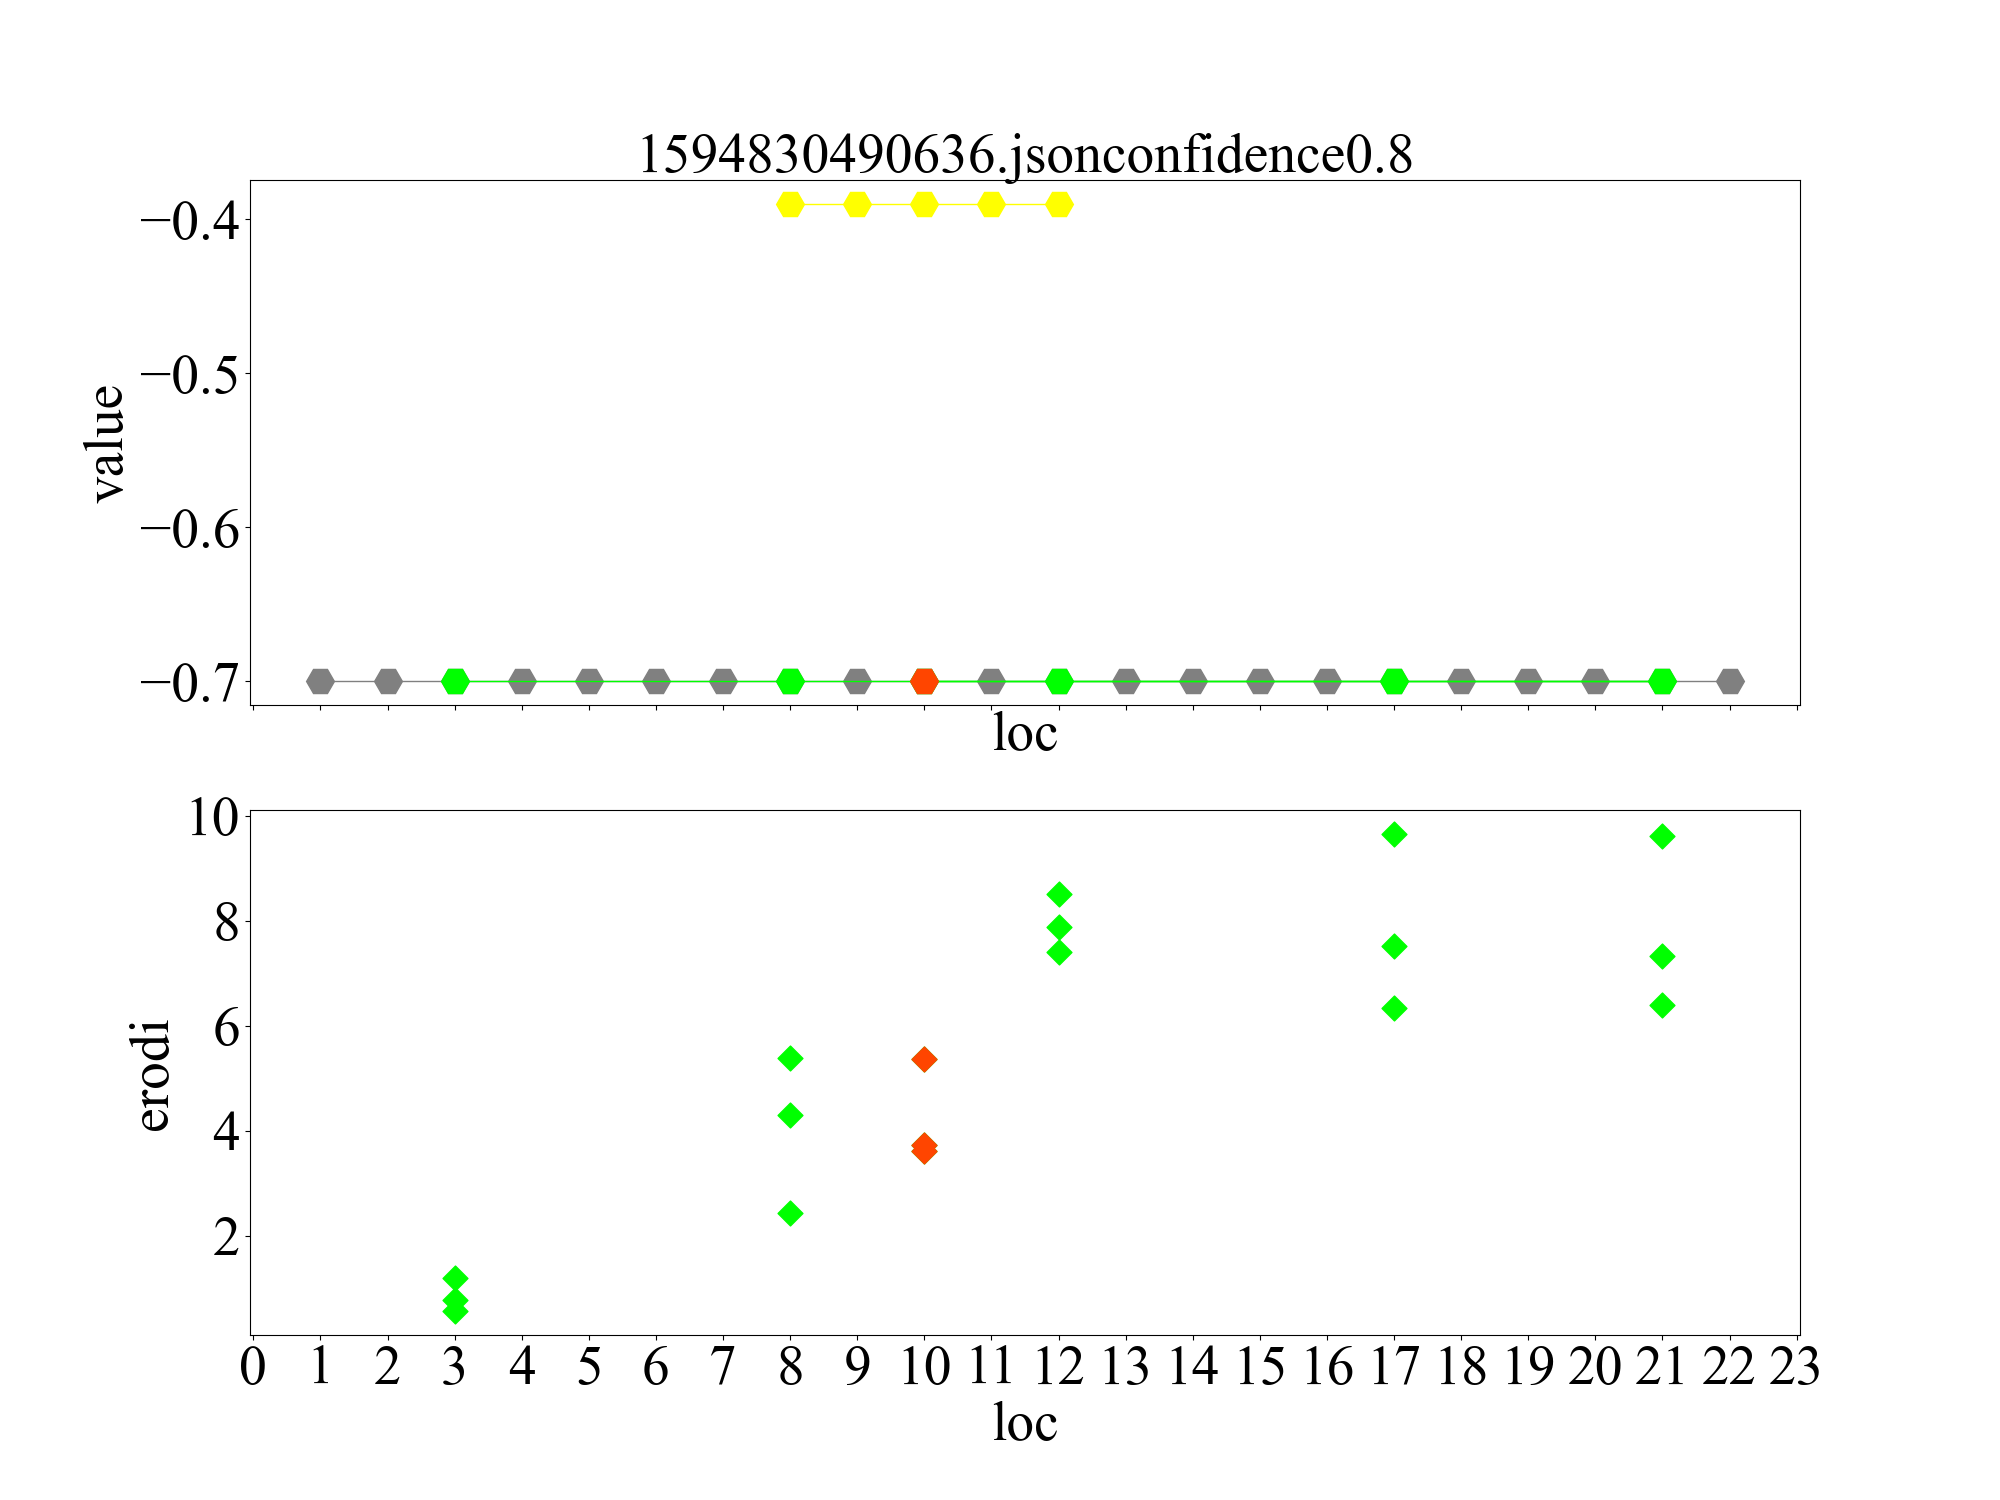 1594830490636.jsonconfidence0.8
−0.4
−0.5
−0.6
−0.7
value
loc
10
8
6
4
2
erodi
0 1 2 3 4 5 6 7 8 9 10 11 12 13 14 15 16 17 18 19 20 21 22 23
loc